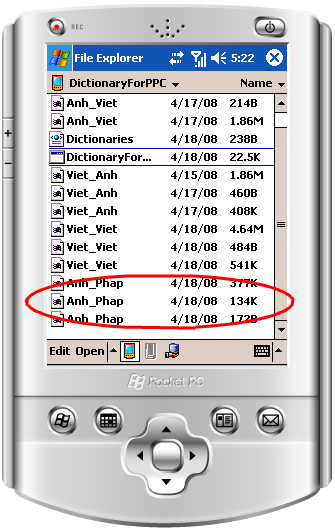 REC
File Explorer 5:22
DictionaryForPPC Name
Anh_Viet 4/17/08 214B
Anh_Viet 4/17/08 1.86M
Dictionaries 4/18/08 238B
DictionaryFor... 4/18/08 22.5K
Viet_Anh 4/15/08 1.86M
Viet_Anh 4/17/08 460B
Viet_Anh 4/17/08 408K
Viet_Viet 4/18/08 4.64M
Viet_Viet 4/18/08 484B
Viet_Viet 4/18/08 541K
Anh_Phap 4/18/08 377K
Anh_Phap 4/18/08 134K
Anh_Phap 4/18/08 172B
Edit Open
Pocket PC